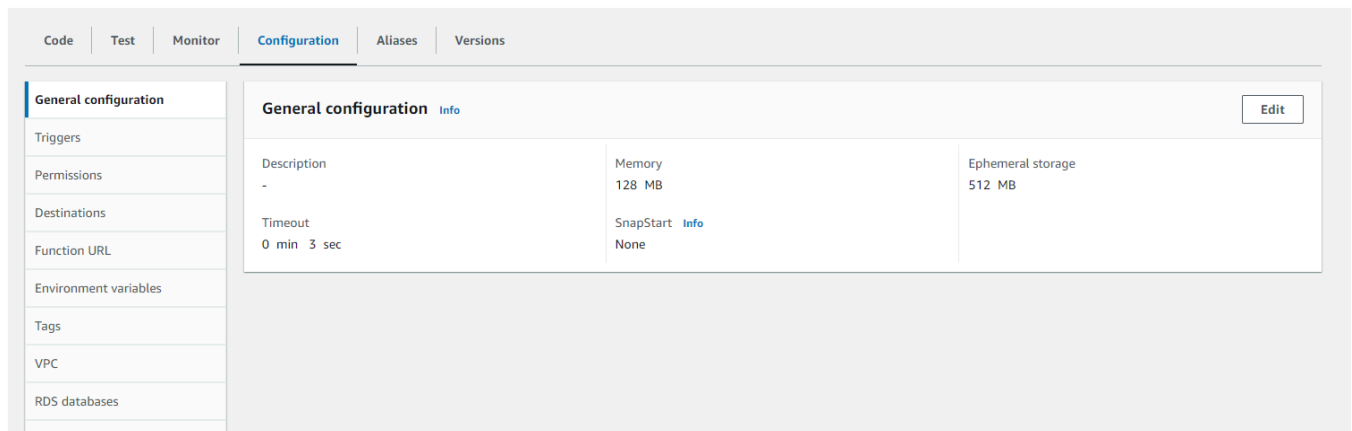 Code Test Monitor Configuration Aliases Versions
General configuration
Triggers
Permissions
Destinations
Function URL
Environment variables
Tags
VPC
RDS databases
General configuration Info
Edit
Description
-
Memory
128 MB
Ephemeral storage
512 MB
Timeout
0 min 3 sec
SnapStart Info
None